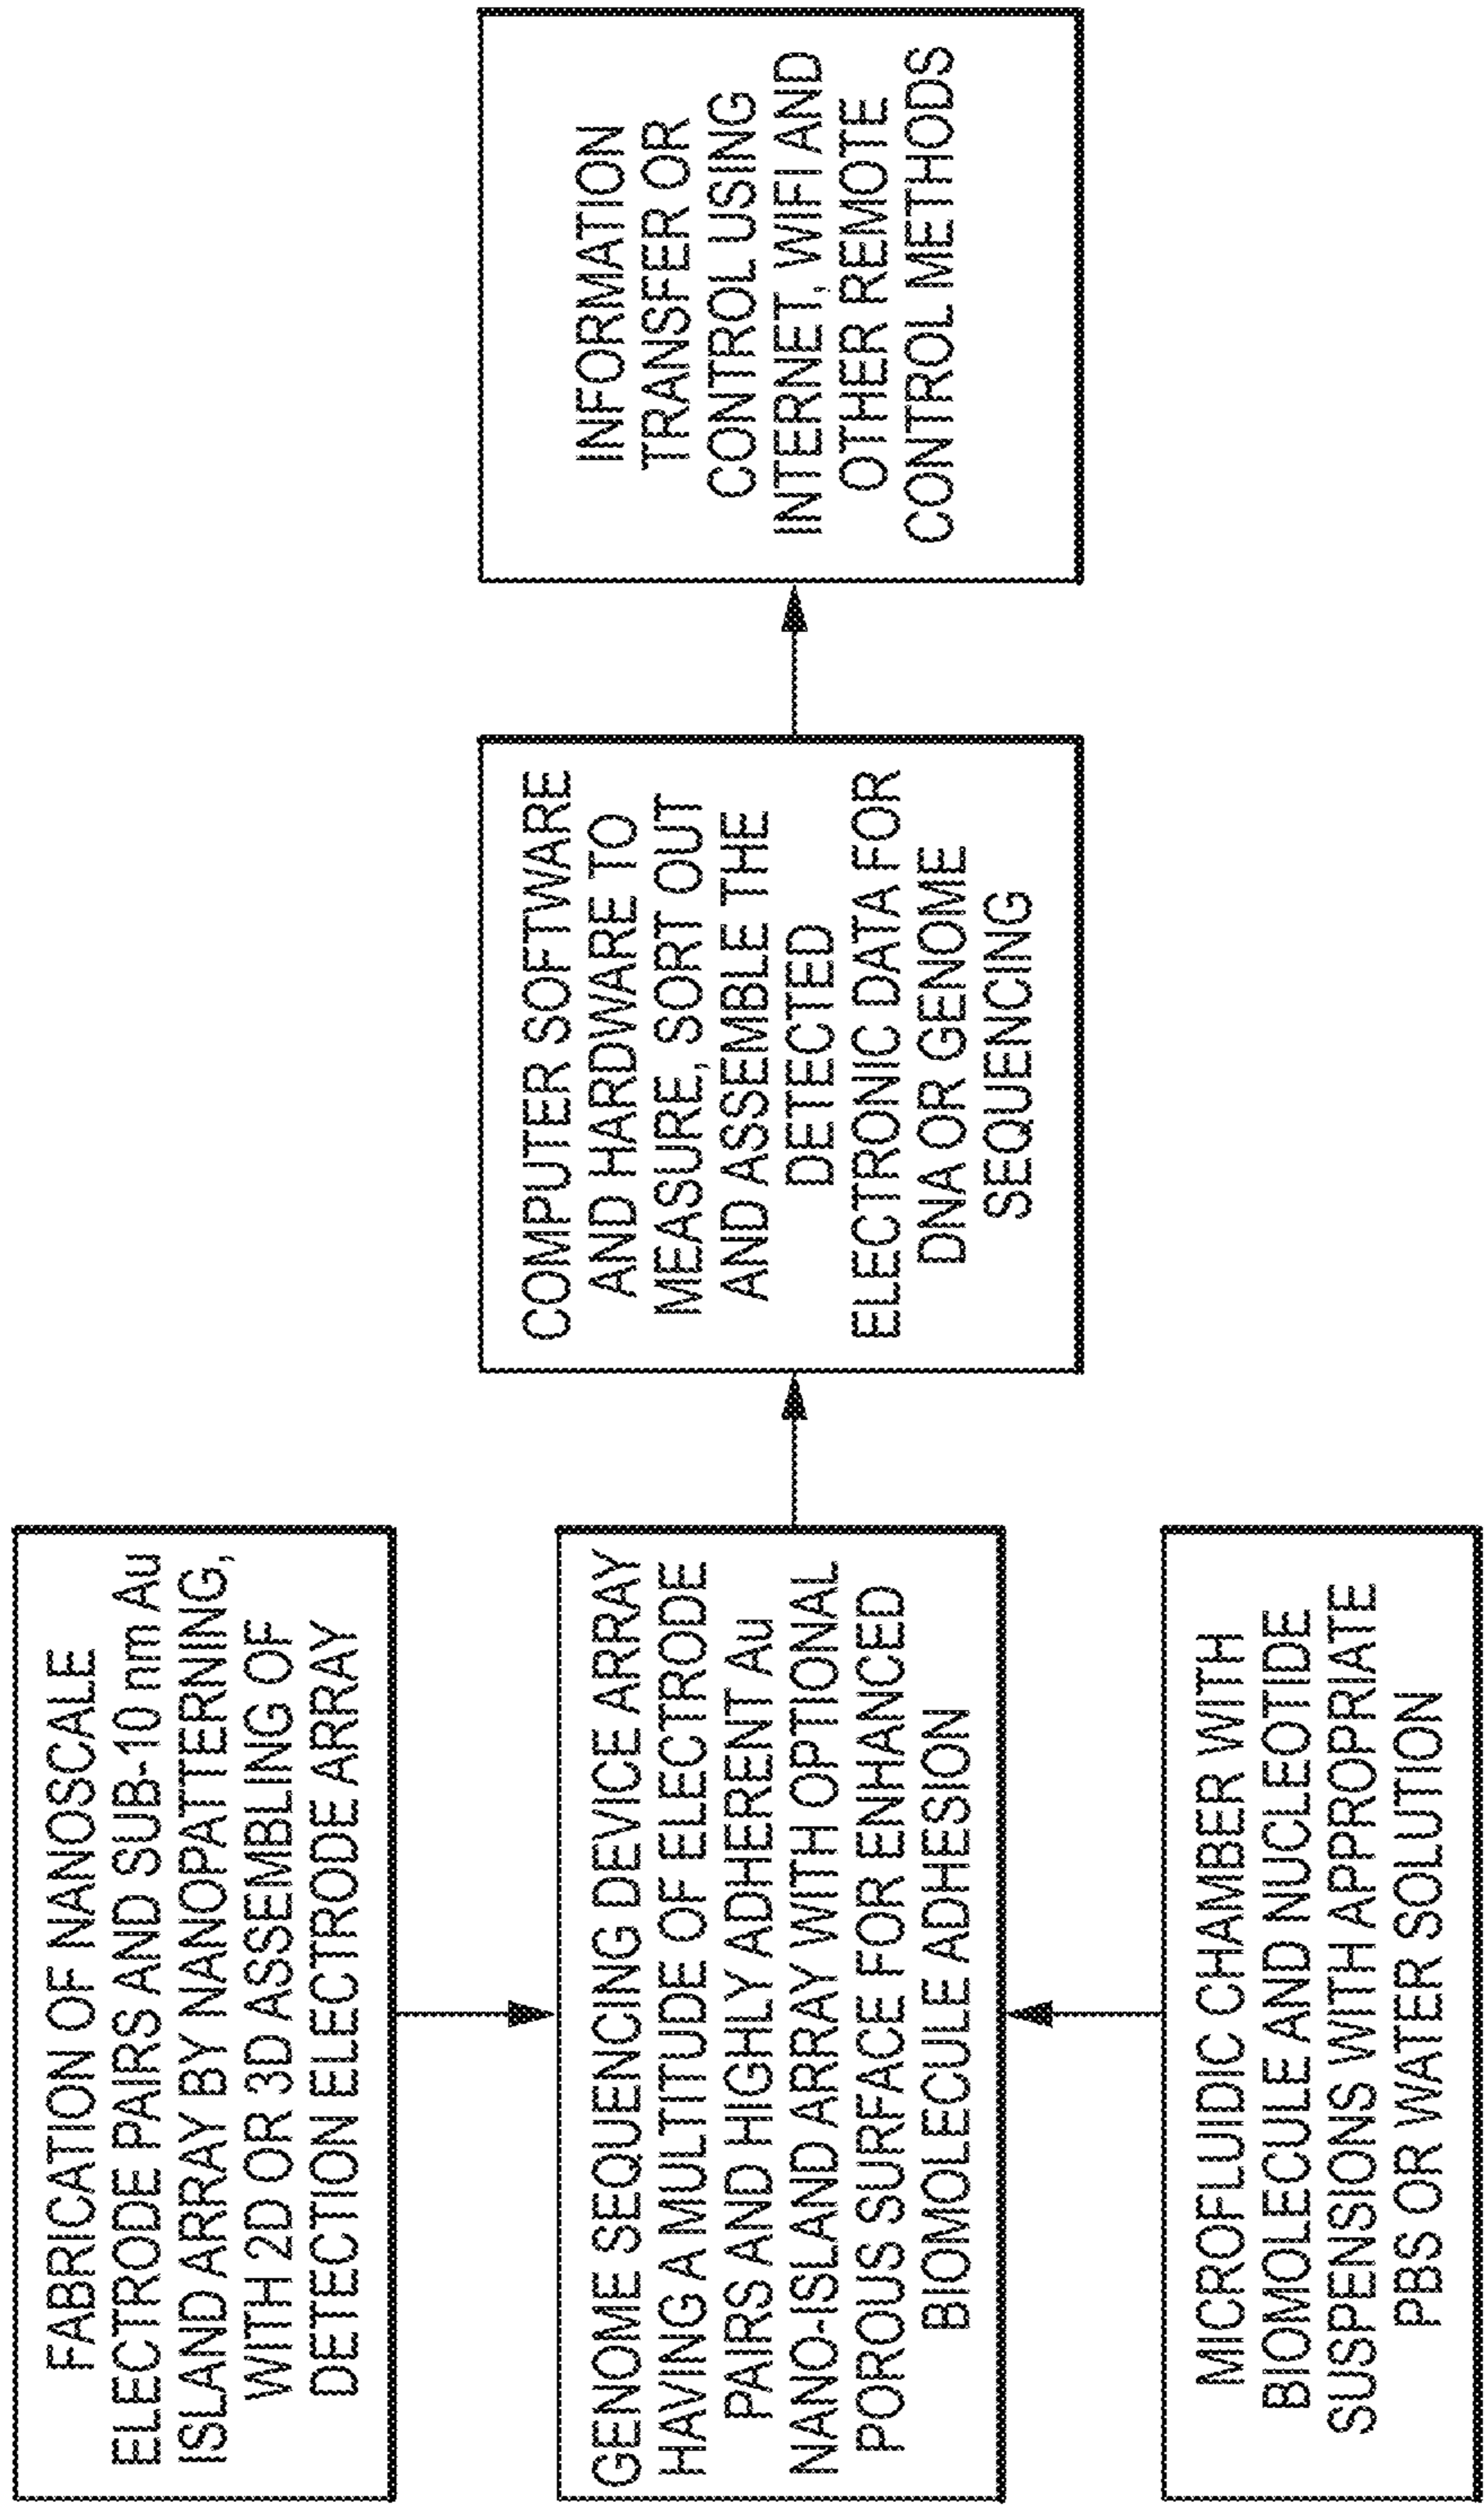 FABRICATION OF NANOSCALE
ELECTRODE PAIRS AND SUB-10 nm Au
ISLAND ARRAY BY NANOPATTERNING,
WITH 2D OR 3D ASSEMBLING OF
DETECTION ELECTRODE ARRAY
GENOME SEQUENCING DEVICE ARRAY
HAVING A MULTITUDE OF ELECTRODE
PAIRS AND HIGHLY ADHERENT Au
NANO-ISLAND ARRAY WITH OPTIONAL
POROUS SURFACE FOR ENHANCED
BIOMOLECULE ADHESION
MICROFLUIDIC CHAMBER WITH
BIOMOLECULE AND NUCLEOTIDE
SUSPENSIONS WITH APPROPRIATE
PBS OR WATER SOLUTION
COMPUTER SOFTWARE
AND HARDWARE TO
MEASURE, SORT OUT
AND ASSEMBLE THE
DETECTED
ELECTRONIC DATA FOR
DNA OR GENOME
SEQUENCING
INFORMATION
TRANSFER OR
CONTROL USING
INTERNET, WIFI AND
OTHER REMOTE
CONTROL METHODS